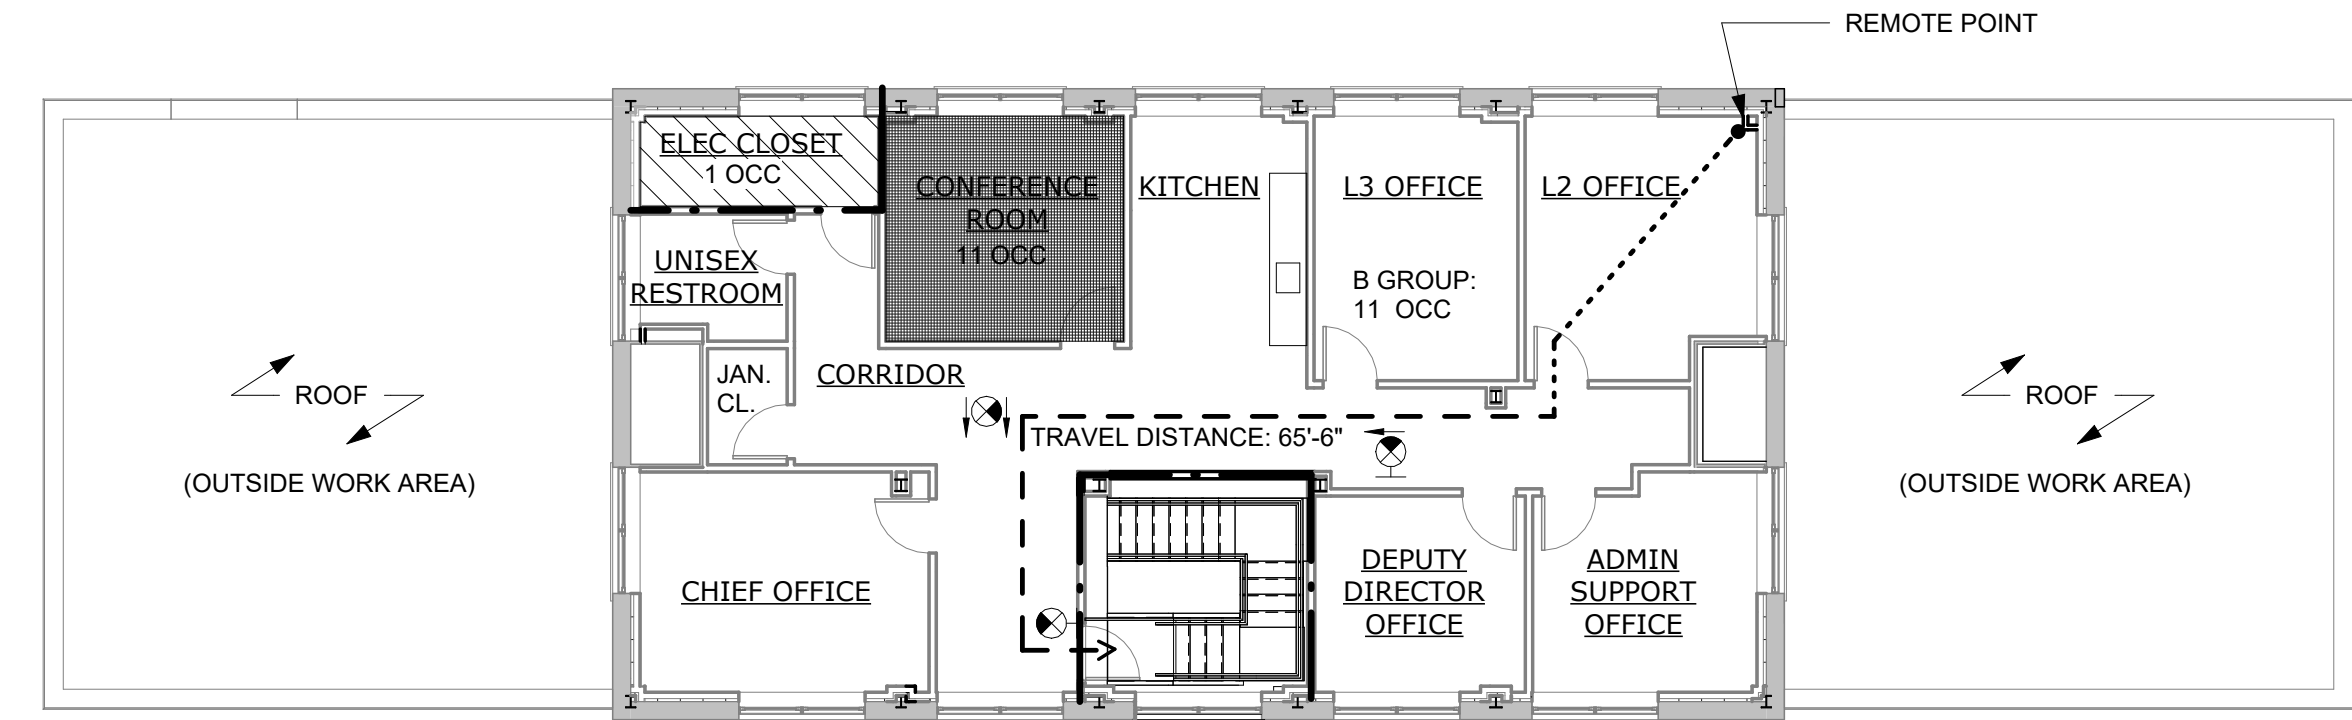 REMOTE POINT
ELEC CLOSET
1 OCC
CONFERENCE
ROOM
11 OCC
KITCHEN
L3 OFFICE
L2 OFFICE
UNISEX
RESTROOM
B GROUP:
11 OCC
JAN.
CL.
CORRIDOR
ROOF
(OUTSIDE WORK AREA)
ROOF
(OUTSIDE WORK AREA)
TRAVEL DISTANCE: 65'-6"
CHIEF OFFICE
DEPUTY
DIRECTOR
OFFICE
ADMIN
SUPPORT
OFFICE